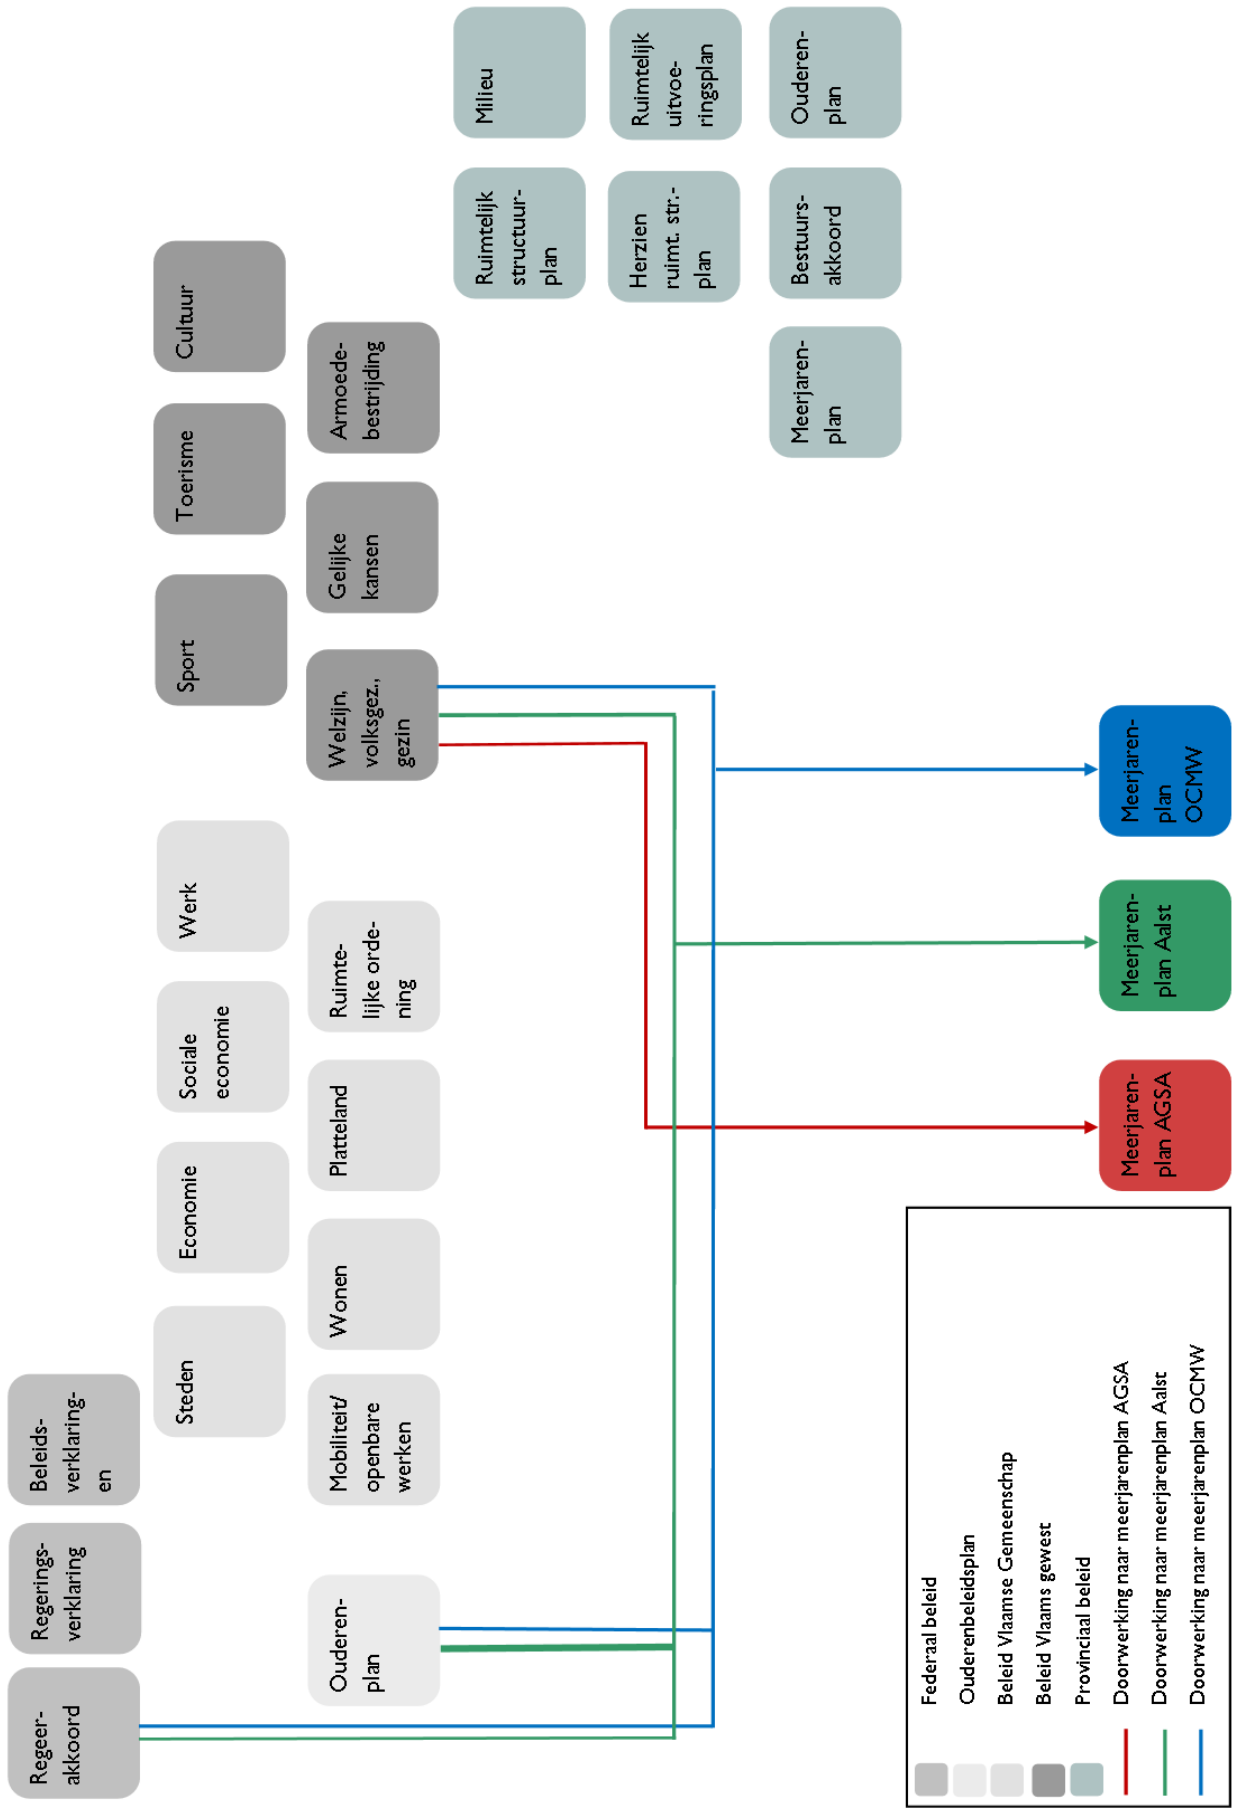 Regeer-
akkoord
Regerings-
verklaring
Beleids-
verklaring-
en
Steden
Economie
Sociale
economie
Werk
Sport
Toerisme
Cultuur
Ouderen-
plan
Mobiliteit/
openbare
werken
Wonen
Platteland
Ruimte-
lijke orde-
ning
Welzijn,
volksgez.,
gezin
Gelijke
kansen
Armoede-
bestrijding
Ruimtelijk
structuur-
plan
Milieu
Herzien
ruimt. str.-
plan
Ruimtelijk
uitvoe-
ringsplan
Meerjaren-
plan
Bestuurs-
akkoord
Ouderen-
plan
Federaal beleid
Ouderenbeleidsplan
Beleid Vlaamse Gemeenschap
Beleid Vlaams gewest
Provinciaal beleid
Doorwerking naar meerjarenplan AGSA
Doorwerking naar meerjarenplan Aalst
Doorwerking naar meerjarenplan OCMW
Meerjaren-
plan AGSA
Meerjaren-
plan Aalst
Meerjaren-
plan
OCMW